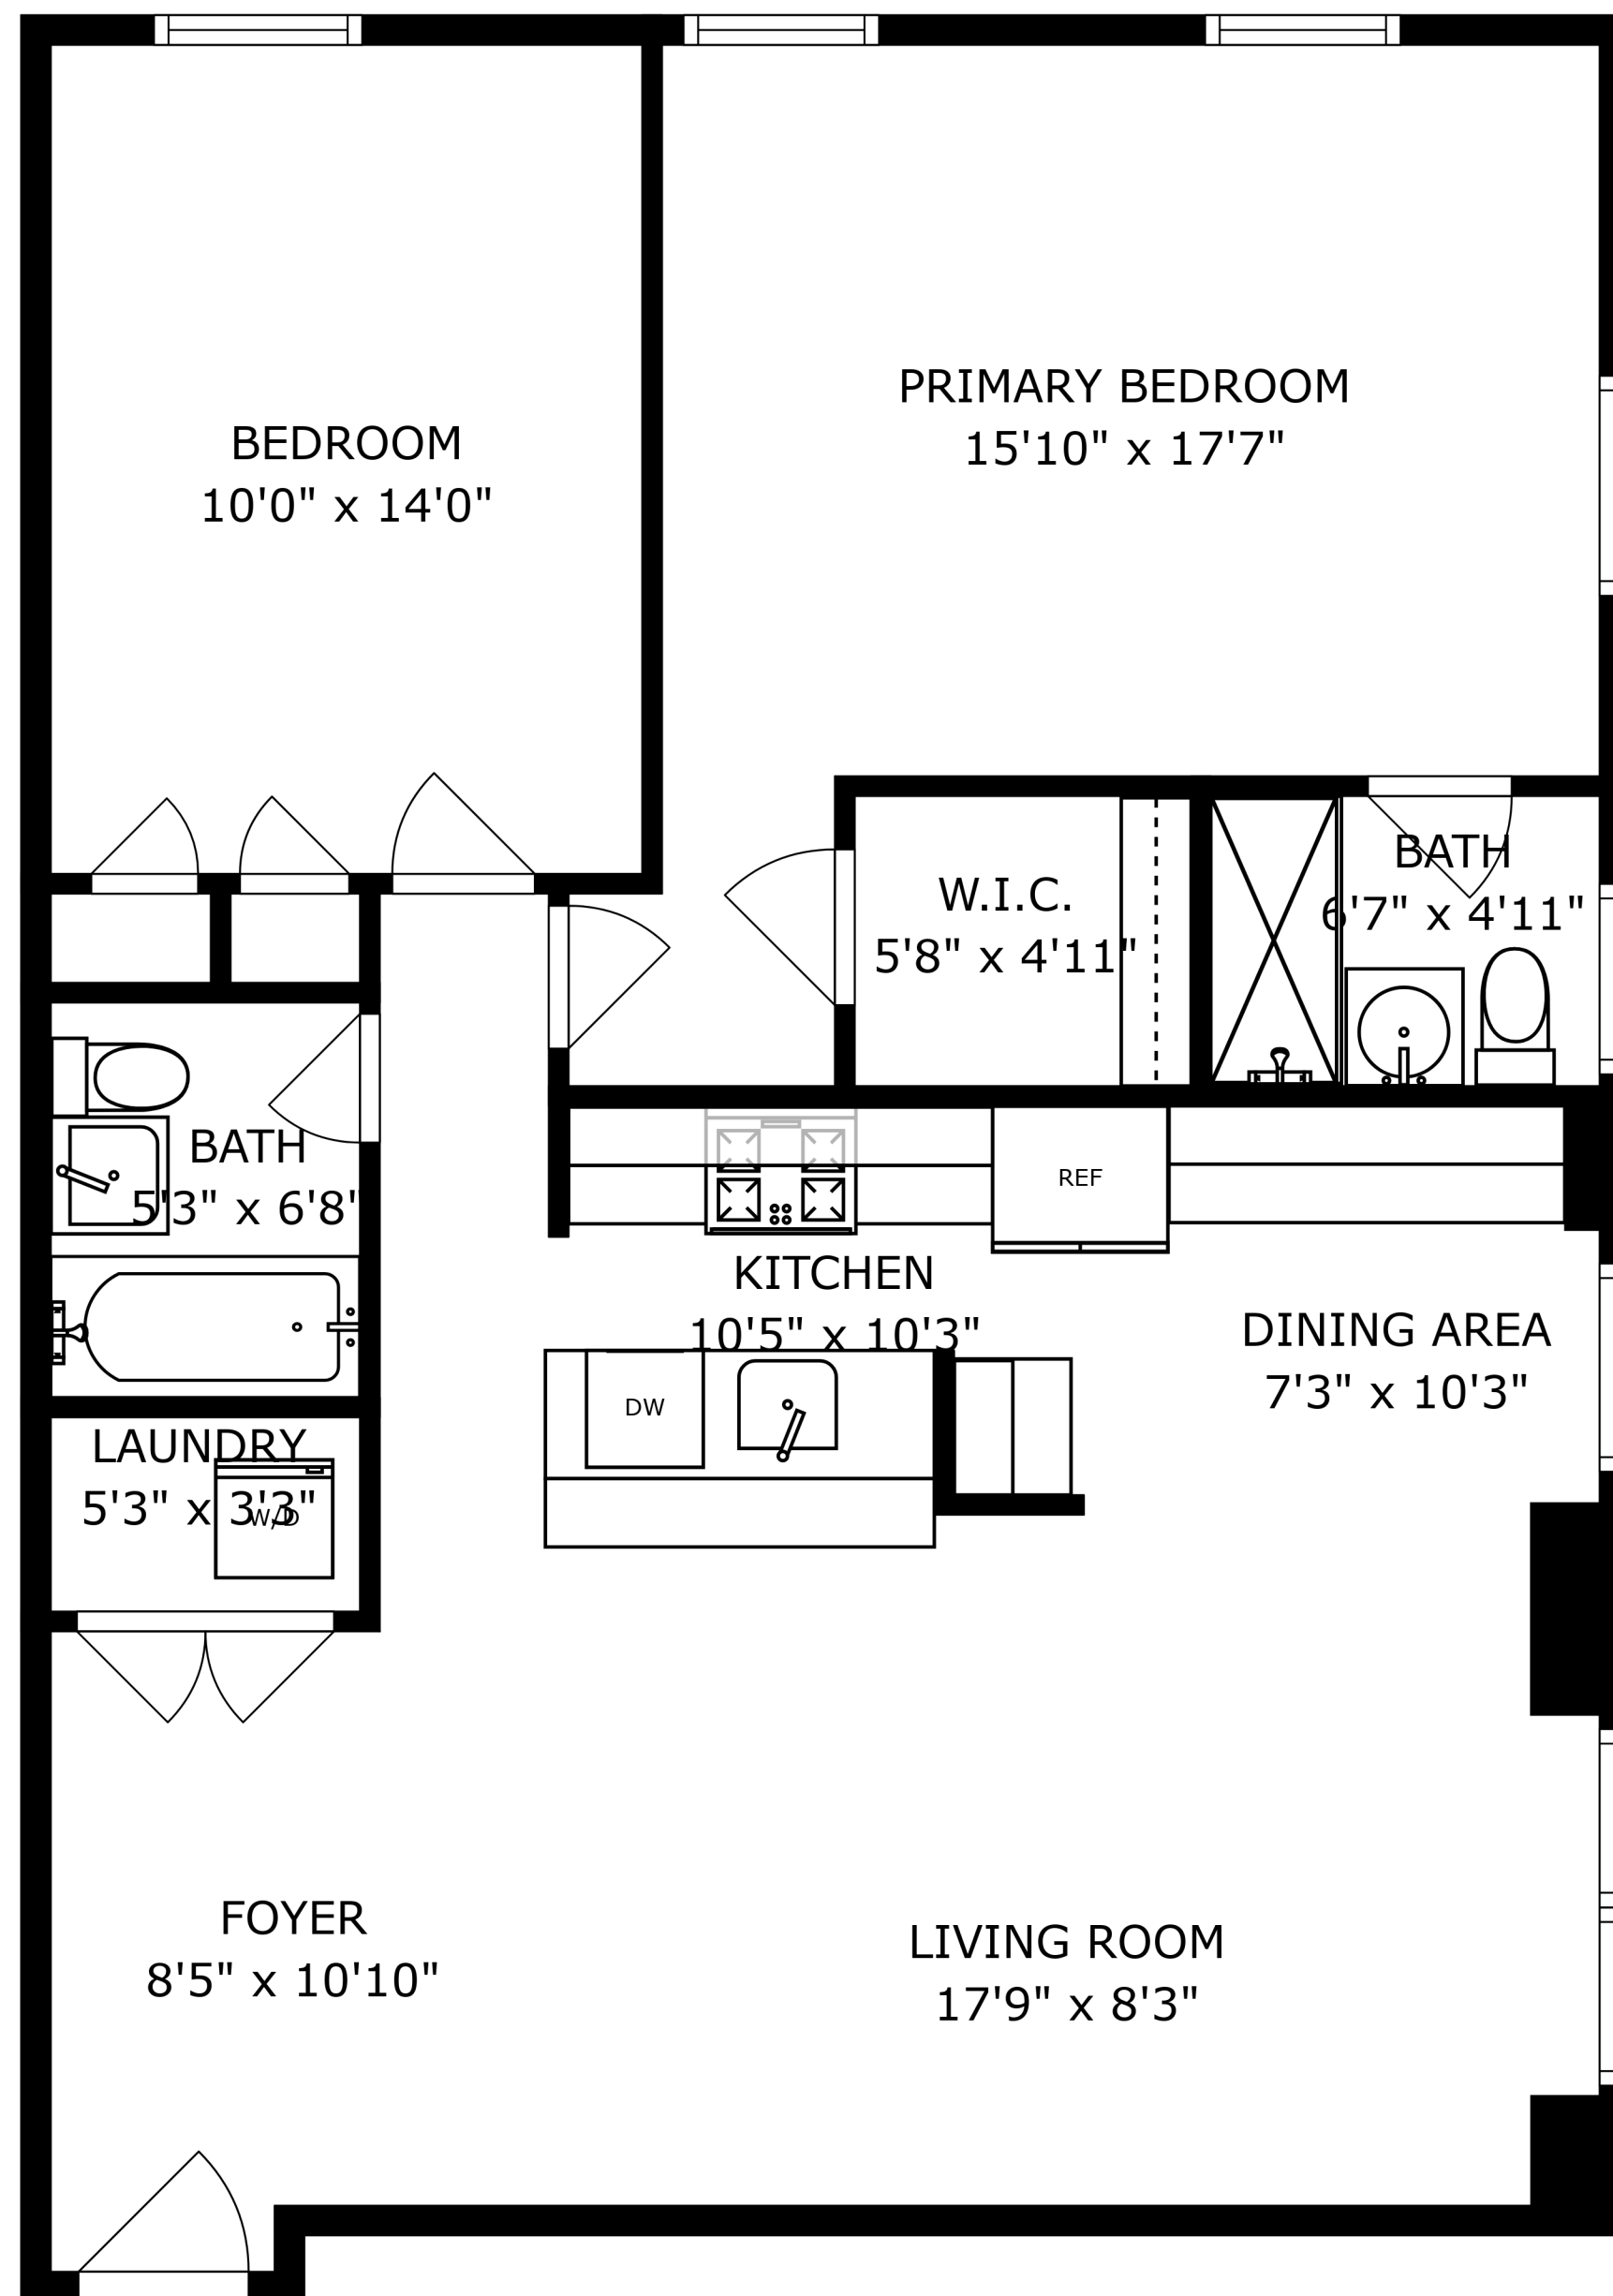 PRIMARY BEDROOM
15'10" x 17'7"
BEDROOM
10'0" x 14'0"
BATH
6'7" x 4'11"
W.I.C.
5'8" x 4'11"
BATH
5'3" x 6'8"
REF
KITCHEN
10'5" x 10'3"
DINING AREA
7'3" x 10'3"
DW
LAUNDRY
5'3" x 3'3"
W/D
FOYER
8'5" x 10'10"
LIVING ROOM
17'9" x 8'3"